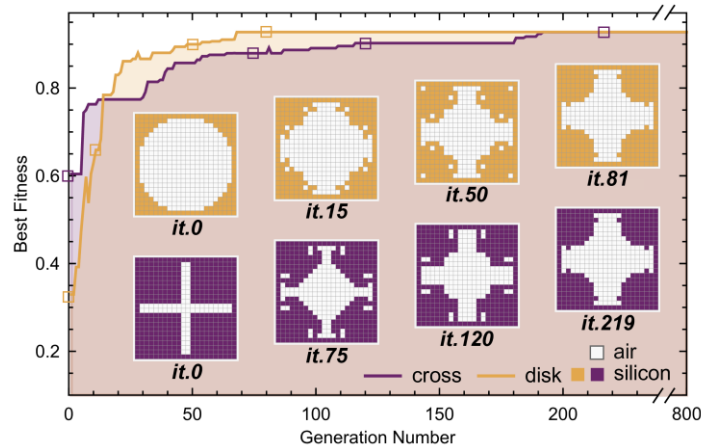 Best Fitness
0.8
0.6
0.4
0.2
it.0
it.15
it.50
it.81
it.0
it.75
it.120
it.219
air
cross
disk
silicon
0
50
100
150
200
800
Generation Number